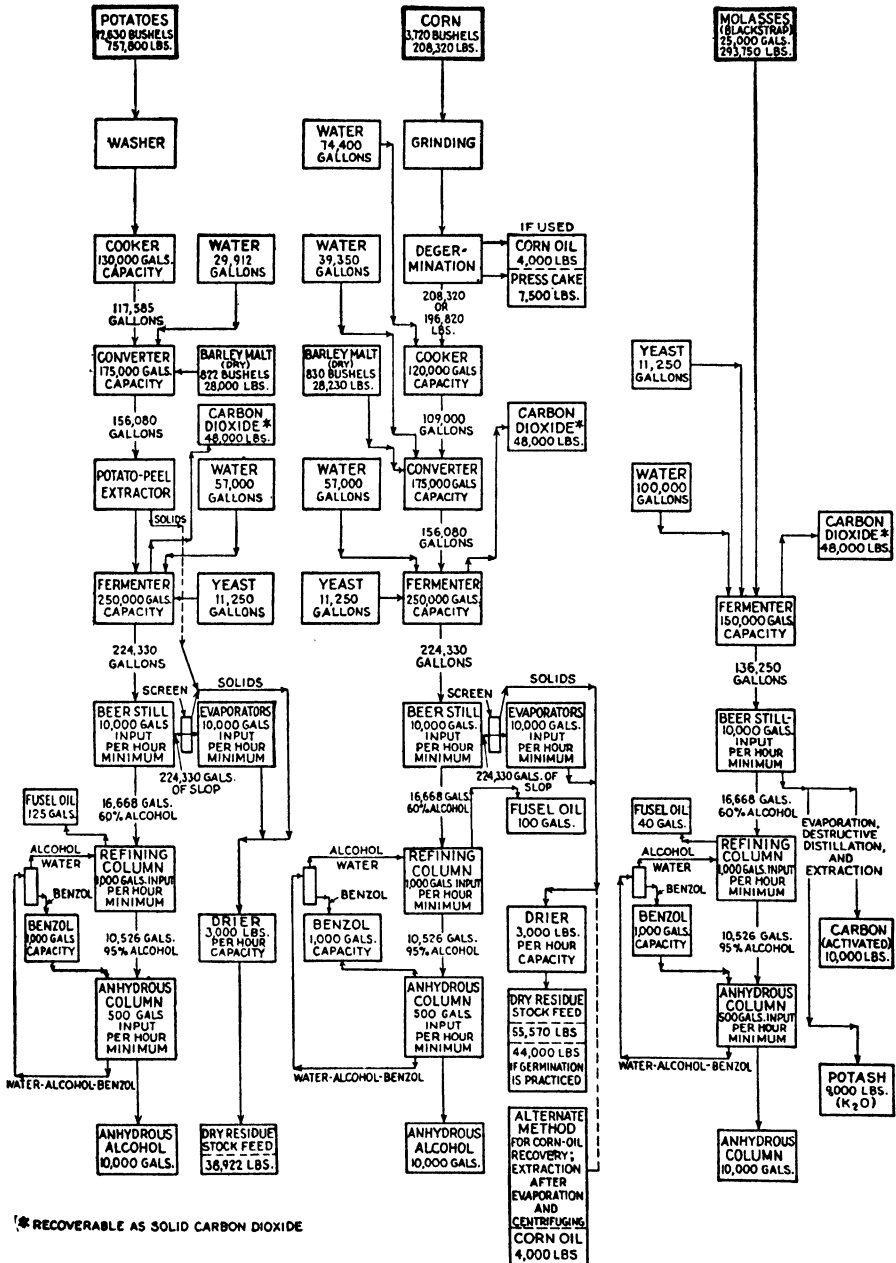 POTATOES
12,630 BUSHELS
757,800 LBS.
WASHER
COOKER
130,000 GALS.
CAPACITY
WATER
29,912
GALLONS
117,585
GALLONS
CONVERTER
175,000 GALS.
CAPACITY
BARLEY MALT
(DRY)
822 BUSHELS
28,000 LBS.
156,080
GALLONS
CARBON
DIOXIDE*
48,000 LBS.
POTATO-PEEL
EXTRACTOR
SOLIDS
WATER
57,000
GALLONS
FERMENTER
250,000 GALS.
CAPACITY
YEAST
11,250
GALLONS
224,330
GALLONS
SCREEN
SOLIDS
BEER STILL
10,000 GALS
INPUT
PER HOUR
MINIMUM
EVAPORATORS
10,000 GALS.
INPUT
PER HOUR
MINIMUM
224,330 GALS.
OF SLOP
FUSEL OIL
125 GALS.
16,668 GALS.
60% ALCOHOL
ALCOHOL
WATER
REFINING
COLUMN
1,000 GALS. INPUT
PER HOUR
MINIMUM
BENZOL
BENZOL
1,000 GALS
CAPACITY
10,526 GALS.
95% ALCOHOL
DRIER
3,000 LBS.
PER HOUR
CAPACITY
ANHYDROUS
COLUMN
500 GALS
INPUT
PER HOUR
MINIMUM
WATER-ALCOHOL-BENZOL
ANHYDROUS
ALCOHOL
10,000 GALS.
DRY RESIDUE
STOCK FEED
38,922 LBS.
* RECOVERABLE AS SOLID CARBON DIOXIDE
CORN
3,720 BUSHELS
208,320 LBS.
WATER
74,400
GALLONS
GRINDING
WATER
39,350
GALLONS
DEGER-
MINATION
IF USED
CORN OIL
4,000 LBS
PRESS CAKE
7,500 LBS.
208,320
OR
196,820
LBS.
BARLEY MALT
(DRY)
830 BUSHELS
28,230 LBS.
COOKER
120,000 GALS
CAPACITY
109,000
GALLONS
CARBON
DIOXIDE*
48,000 LBS.
WATER
57,000
GALLONS
CONVERTER
175,000 GALS
CAPACITY
156,080
GALLONS
YEAST
11,250
GALLONS
FERMENTER
250,000 GALS.
CAPACITY
224,330
GALLONS
SCREEN
SOLIDS
BEER STILL
10,000 GALS
INPUT
PER HOUR
MINIMUM
EVAPORATORS
10,000 GALS.
INPUT
PER HOUR
MINIMUM
224,330 GALS. OF
SLOP
16,668 GALS.
60% ALCOHOL
FUSEL OIL
100 GALS.
ALCOHOL
WATER
REFINING
COLUMN
1,000 GALS. INPUT
PER HOUR
MINIMUM
BENZOL
BENZOL
1,000 GALS.
CAPACITY
10,526 GALS.
95% ALCOHOL
DRIER
3,000 LBS.
PER HOUR
CAPACITY
ANHYDROUS
COLUMN
500 GALS
INPUT
PER HOUR
MINIMUM
DRY RESIDUE
STOCK FEED
55,570 LBS
44,000 LBS
IF GERMINATION
IS PRACTICED
WATER-ALCOHOL-BENZOL
ANHYDROUS
ALCOHOL
10,000 GALS.
ALTERNATE
METHOD
FOR CORN-OIL
RECOVERY;
EXTRACTION
AFTER
EVAPORATION
AND
CENTRIFUGING
CORN OIL
4,000 LBS
MOLASSES
(BLACKSTRAP)
25,000 GALS.
293,750 LBS.
YEAST
11,250
GALLONS
WATER
100,000
GALLONS
CARBON
DIOXIDE*
48,000 LBS.
FERMENTER
150,000 GALS.
CAPACITY
136,250
GALLONS
BEER STILL-
10,000 GALS.
INPUT
PER HOUR
MINIMUM
FUSEL OIL
40 GALS.
16,668 GALS.
60% ALCOHOL
EVAPORATION,
DESTRUCTIVE
DISTILLATION,
AND
EXTRACTION
ALCOHOL
WATER
REFINING
COLUMN
1,000 GALS. INPUT
PER HOUR
MINIMUM
BENZOL
BENZOL
1,000 GALS.
CAPACITY
10,526 GALS.
95% ALCOHOL
CARBON
(ACTIVATED)
10,000 LBS.
ANHYDROUS
COLUMN
500 GALS. INPUT
PER HOUR
MINIMUM
WATER-ALCOHOL-BENZOL
POTASH
9,000 LBS.
(K₂O)
ANHYDROUS
COLUMN
10,000 GALS.